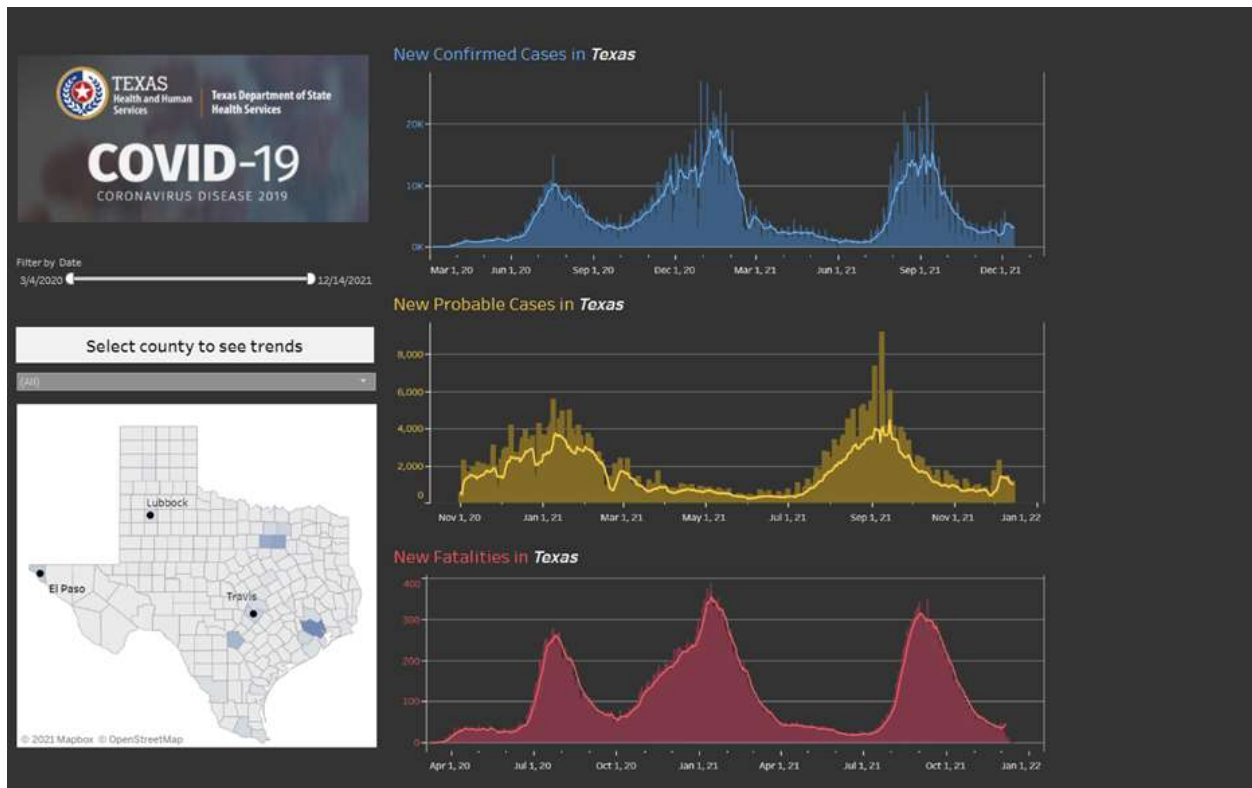 TEXAS
Health and Human
Services
Texas Department of State
Health Services
COVID-19
CORONAVIRUS DISEASE 2019
Filter by Date
3/4/2020
12/14/2021
Select county to see trends
(All)
Lubbock
El Paso
Travis
© 2021 Mapbox © OpenStreetMap
New Confirmed Cases in Texas
20K
10K
0K
Mar 1, 20 Jun 1, 20 Sep 1, 20 Dec 1, 20 Mar 1, 21 Jun 1, 21 Sep 1, 21 Dec 1, 21
New Probable Cases in Texas
8,000
6,000
4,000
2,000
0
Nov 1, 20 Jan 1, 21 Mar 1, 21 May 1, 21 Jul 1, 21 Sep 1, 21 Nov 1, 21 Jan 1, 22
New Fatalities in Texas
400
300
200
100
0
Apr 1, 20 Jul 1, 20 Oct 1, 20 Jan 1, 21 Apr 1, 21 Jul 1, 21 Oct 1, 21 Jan 1, 22